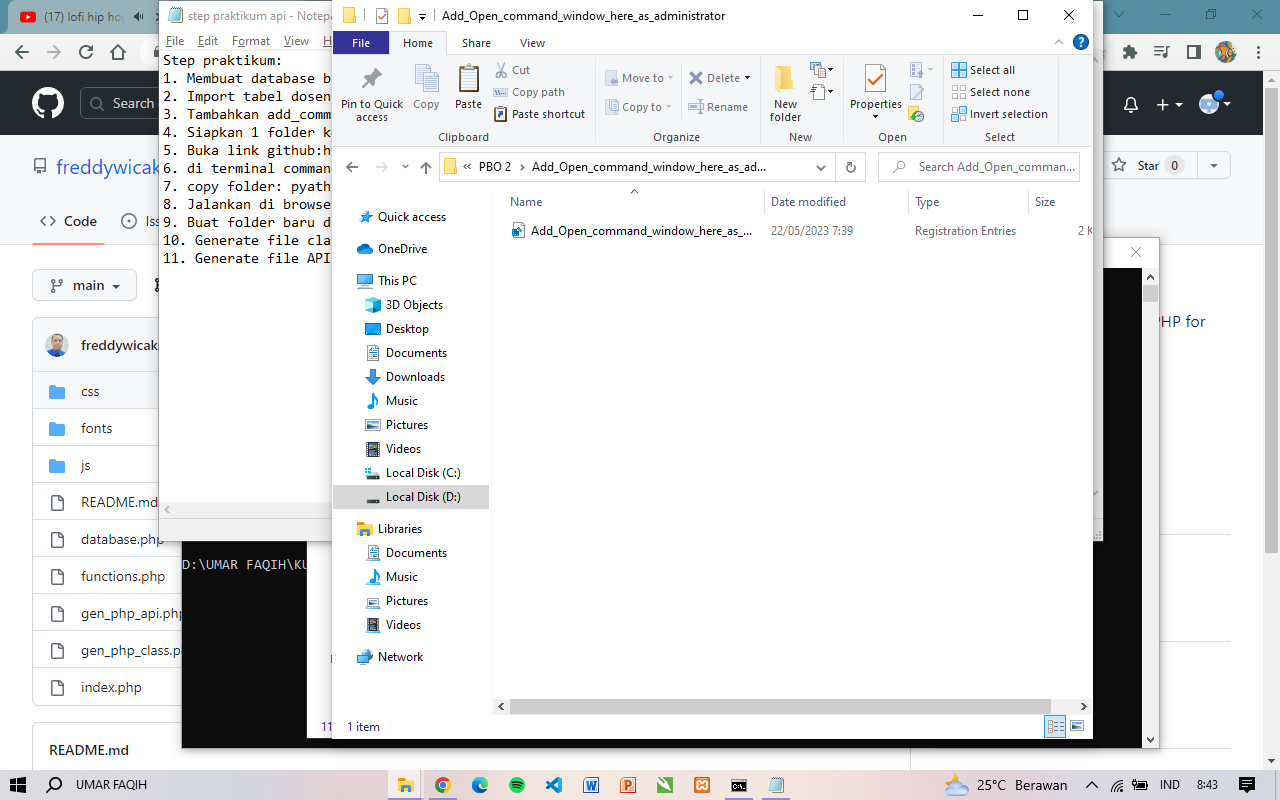 (17) lofi hip hop
step praktikum api - Notepa
Add_Open_command_window_here_as_administrator
File Edit Format View H
File Home Share View
Search
Step praktikum:
1. Membuat database b
2. Import tabel dosen
3. Tambahkan add_comm
4. Siapkan 1 folder k
5. Buka link github:h
6. di terminal comman
7. copy folder: pyath
8. Jalankan di browse
9. Buat folder baru d
10. Generate file cla
11. Generate file API
Pin to Quick access
Copy
Paste
Cut
Copy path
Paste shortcut
Clipboard
Move to
Copy to
Delete
Rename
Organize
New folder
New
Properties
Open
Select all
Select none
Invert selection
Select
PBO 2 > Add_Open_command_window_here_as_ad...
Search Add_Open_comman...
freddywicak
Star 0
Code
Iss
main
freddywicaks
css
fonts
js
README.md
database.php
functions.php
gen_php_api.php
gen_php_class.p
index.php
README.md
Quick access
OneDrive
This PC
3D Objects
Desktop
Documents
Downloads
Music
Pictures
Videos
Local Disk (C:)
Local Disk (D:)
Libraries
Documents
Music
Pictures
Videos
Network
Name Date modified Type Size
Add_Open_command_window_here_as_... 22/05/2023 7:39 Registration Entries 2 K
PHP for
D:\UMAR FAQIH\KU
11
1 item
UMAR FAQIH
25°C Berawan
IND
8:43